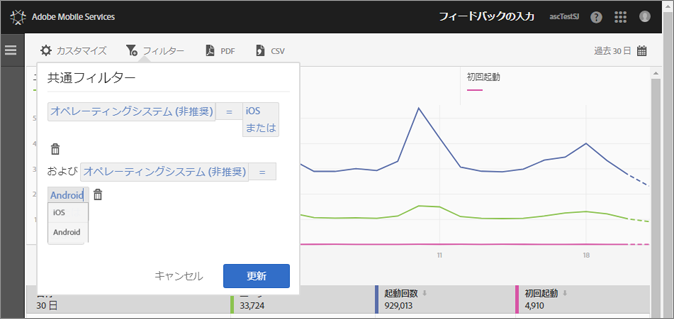 Adobe Mobile Services
フィードバックの入力
ascTestSJ
カスタマイズ
フィルター
PDF
CSV
過去 30 日
共通フィルター
初回起動
オペレーティングシステム (非推奨) = iOS
または
および オペレーティングシステム (非推奨) =
Android
iOS
Android
11
18
キャンセル
更新
起動回数
初回起動
30 日
33,724
929,013
4,910